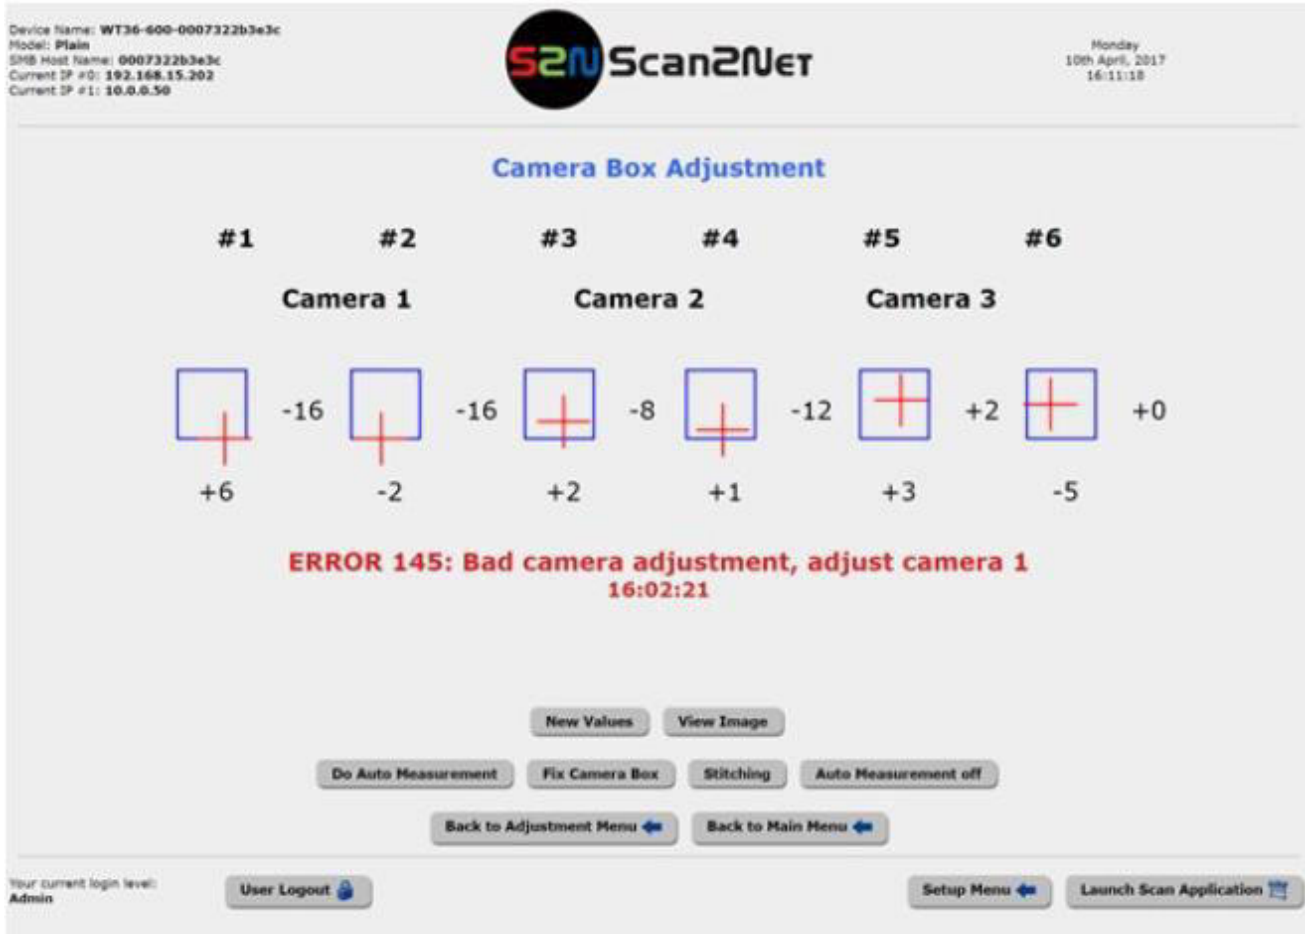 Device Name: WT36-600-0007322b3e3c
Model: Plain
SMB Host Name: 0007322b3e3c
Current IP #0: 192.168.15.202
Current IP #1: 10.0.0.50
S2N Scan2Net
Monday
10th April, 2017
16:11:18
Camera Box Adjustment
#1 #2 #3 #4 #5 #6
Camera 1 Camera 2 Camera 3
-16 -16 -8 -12 +2 +0
+6 -2 +2 +1 +3 -5
ERROR 145: Bad camera adjustment, adjust camera 1
16:02:21
New Values View Image
Do Auto Measurement Fix Camera Box Stitching Auto Measurement off
Back to Adjustment Menu Back to Main Menu
Your current login level:
Admin
User Logout Setup Menu Launch Scan Application